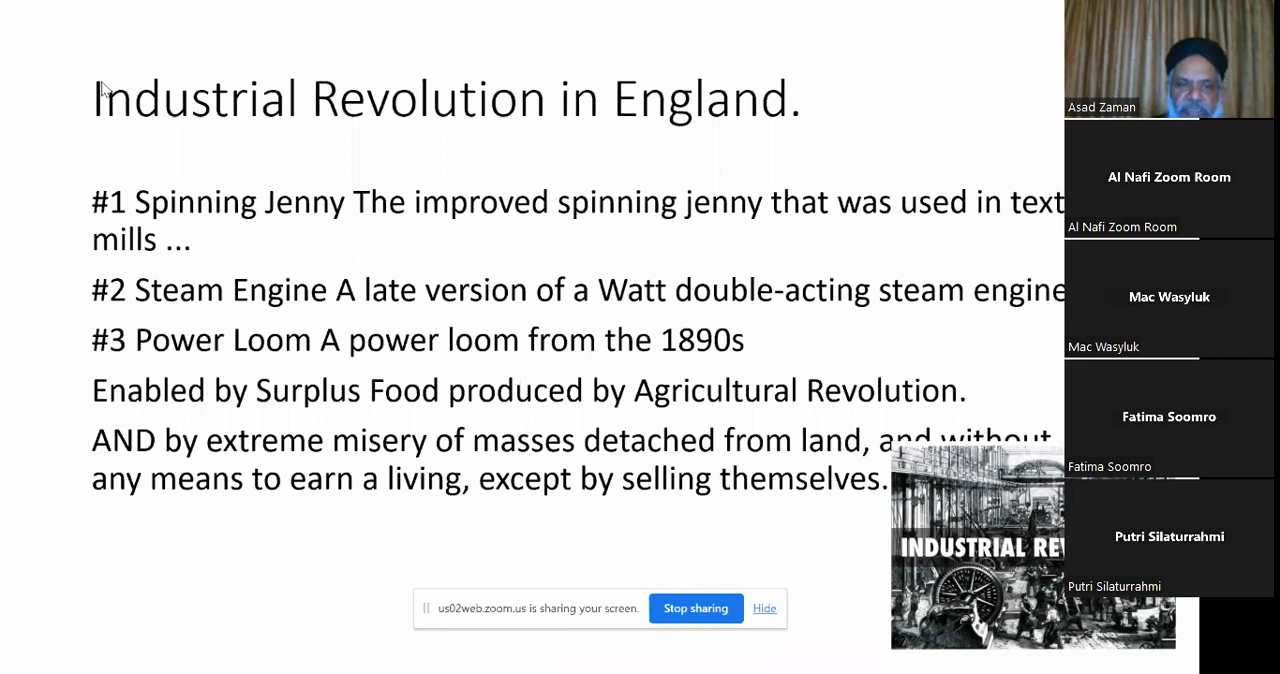 Industrial Revolution in England.
#1 Spinning Jenny The improved spinning jenny that was used in text
mills ...
#2 Steam Engine A late version of a Watt double-acting steam engine
#3 Power Loom A power loom from the 1890s
Enabled by Surplus Food produced by Agricultural Revolution.
AND by extreme misery of masses detached from land, and without
any means to earn a living, except by selling themselves.
INDUSTRIAL RE
us02web.zoom.us is sharing your screen.
Stop sharing
Hide
Asad Zaman
Al Nafi Zoom Room
Al Nafi Zoom Room
Mac Wasyluk
Mac Wasyluk
Fatima Soomro
Fatima Soomro
Putri Silaturrahmi
Putri Silaturrahmi